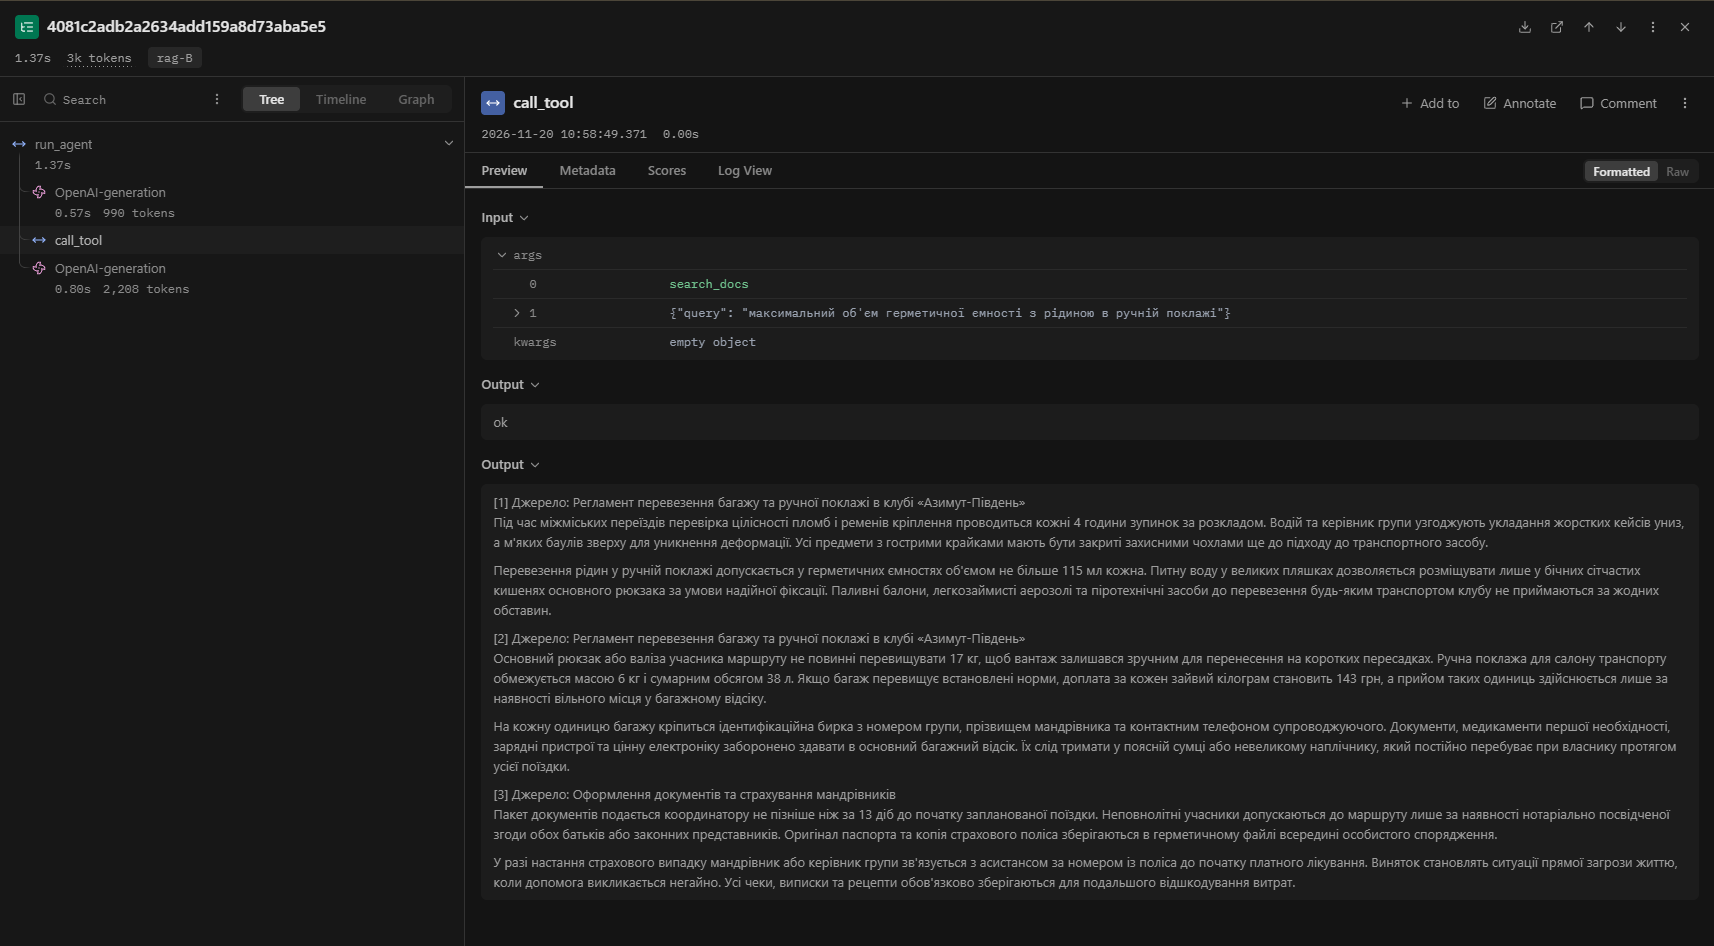 4081c2adb2a2634add159a8d73aba5e5
1.37s 3k tokens rag-B
Search
Tree Timeline Graph
run_agent
1.37s
OpenAI-generation
0.57s 990 tokens
call_tool
OpenAI-generation
0.80s 2,208 tokens
call_tool
Add to Annotate Comment
2026-11-20 10:58:49.371 0.00s
Preview Metadata Scores Log View
Formatted Raw
Input
args
0 search_docs
1 {"query": "максимальний об'єм герметичної ємності з рідиною в ручній поклажі"}
kwargs empty object
Output
ok
Output
[1] Джерело: Регламент перевезення багажу та ручної поклажі в клубі «Азимут-Південь»
Під час міжміських переїздів перевірка цілісності пломб і ременів кріплення проводиться кожні 4 години зупинок за розкладом. Водій та керівник групи узгоджують укладання жорстких кейсів униз,
а м'яких баулів зверху для уникнення деформації. Усі предмети з гострими крайками мають бути закриті захисними чохлами ще до підходу до транспортного засобу.
Перевезення рідин у ручній поклажі допускається у герметичних ємностях об'ємом не більше 115 мл кожна. Питну воду у великих пляшках дозволяється розміщувати лише у бічних сітчастих
кишенях основного рюкзака за умови надійної фіксації. Паливні балони, легкозаймисті аерозолі та піротехнічні засоби до перевезення будь-яким транспортом клубу не приймаються за жодних
обставин.
[2] Джерело: Регламент перевезення багажу та ручної поклажі в клубі «Азимут-Південь»
Основний рюкзак або валіза учасника маршруту не повинні перевищувати 17 кг, щоб вантаж залишався зручним для перенесення на коротких пересадках. Ручна поклажа для салону транспорту
обмежується масою 6 кг і сумарним обсягом 38 л. Якщо багаж перевищує встановлені норми, доплата за кожен зайвий кілограм становить 143 грн, а прийом таких одиниць здійснюється лише за
наявності вільного місця у багажному відсіку.
На кожну одиницю багажу кріпиться ідентифікаційна бирка з номером групи, прізвищем мандрівника та контактним телефоном супроводжуючого. Документи, медикаменти першої необхідності,
зарядні пристрої та цінну електроніку заборонено здавати в основний багажний відсік. Їх слід тримати у поясній сумці або невеликому наплічнику, який постійно перебуває при власнику протягом
усієї поїздки.
[3] Джерело: Оформлення документів та страхування мандрівників
Пакет документів подається координатору не пізніше ніж за 13 діб до початку запланованої поїздки. Неповнолітні учасники допускаються до маршруту лише за наявності нотаріально посвідченої
згоди обох батьків або законних представників. Оригінал паспорта та копія страхового поліса зберігаються в герметичному файлі всередині особистого спорядження.
У разі настання страхового випадку мандрівник або керівник групи зв'язується з асистансом за номером із поліса до початку платного лікування. Виняток становлять ситуації прямої загрози життю,
коли допомога викликається негайно. Усі чеки, виписки та рецепти обов'язково зберігаються для подальшого відшкодування витрат.